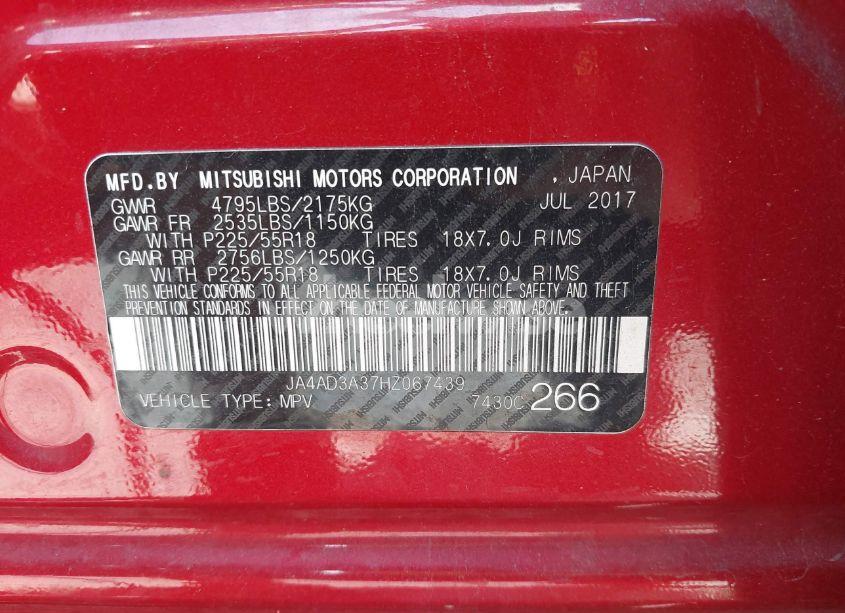 MFD.BY MITSUBISHI MOTORS CORPORATION , JAPAN
GVWR 4795LBS/2175KG JUL 2017
GAWR FR 2535LBS/1150KG
WITH P225/55R18 TIRES 18X7.0J RIMS
GAWR RR 2756LBS/1250KG
WITH P225/55R18 TIRES 18X7.0J RIMS
THIS VEHICLE CONFORMS TO ALL APPLICABLE FEDERAL MOTOR VEHICLE SAFETY AND THEFT
PREVENTION STANDARDS IN EFFECT ON THE DATE OF MANUFACTURE SHOWN ABOVE.
JA4AD3A37HZ067439
VEHICLE TYPE: MPV 7430C 266